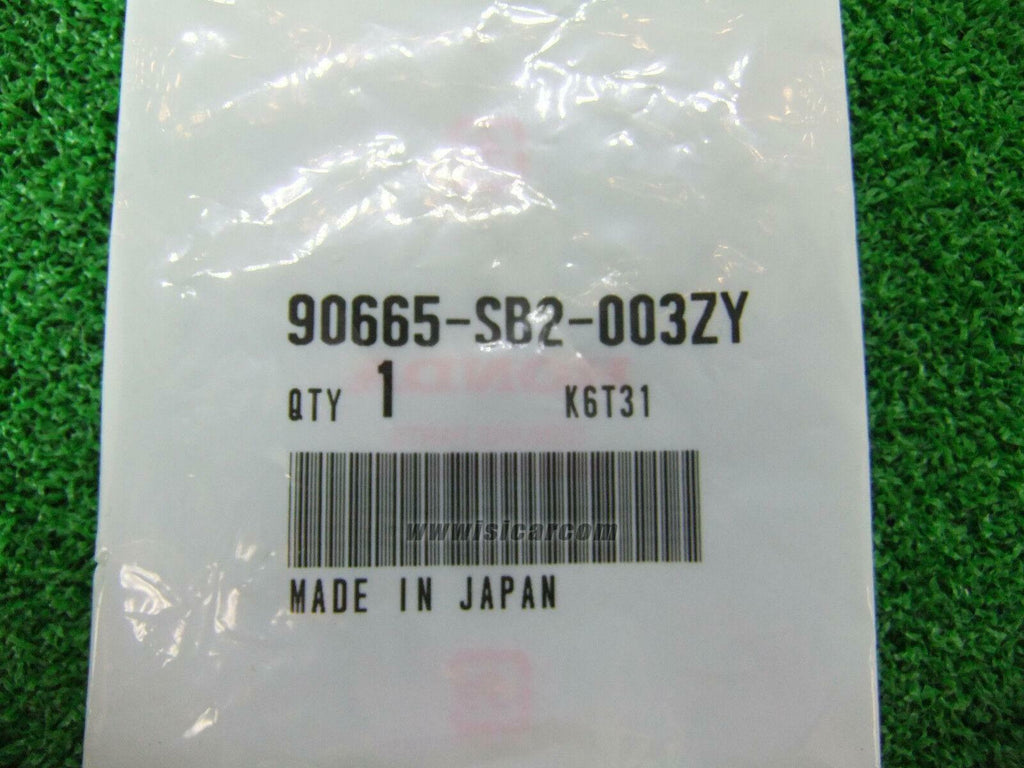 90665-SB2-003ZY
QTY 1 K6T31
www.isicar.com
MADE IN JAPAN